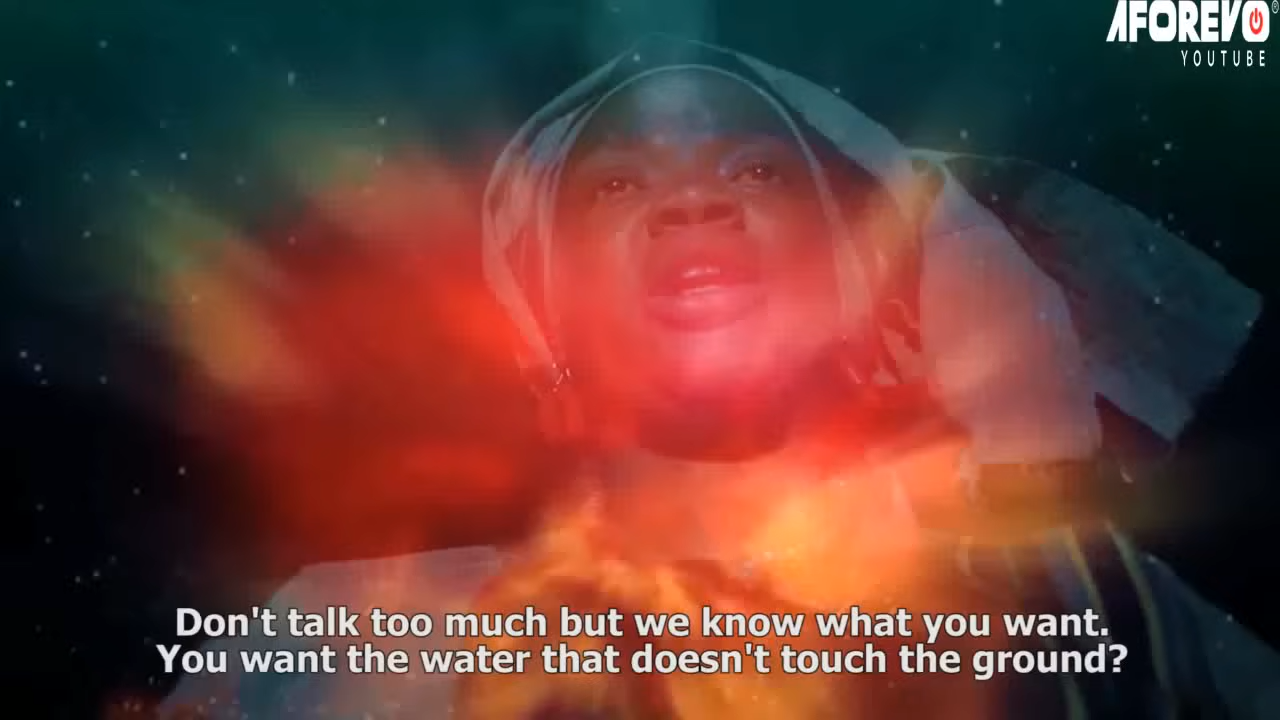 AFOREVO
YOUTUBE
Don't talk too much but we know what you want.
You want the water that doesn't touch the ground?